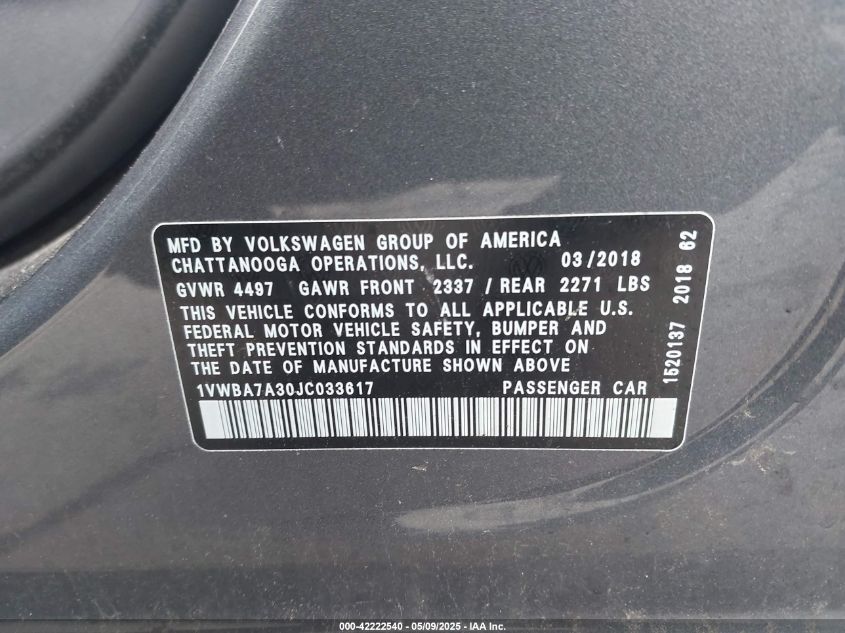 MFD BY VOLKSWAGEN GROUP OF AMERICA
CHATTANOOGA OPERATIONS, LLC. 03/2018
GVWR 4497 GAWR FRONT 2337 / REAR 2271 LBS
THIS VEHICLE CONFORMS TO ALL APPLICABLE U.S.
FEDERAL MOTOR VEHICLE SAFETY, BUMPER AND
THEFT PREVENTION STANDARDS IN EFFECT ON
THE DATE OF MANUFACTURE SHOWN ABOVE
1VWBA7A30JC033617 PASSENGER CAR
1520137 2018 62
000-42222540 - 05/09/2025 - IAA Inc.